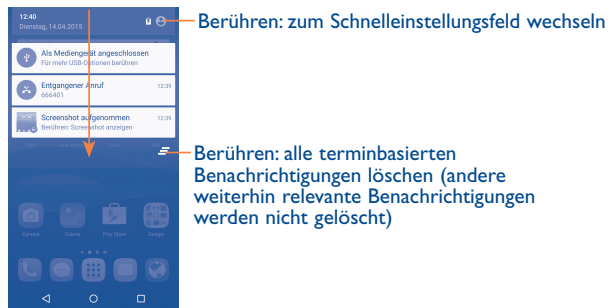 12:40
Dienstag, 14.04.2015
Berühren: zum Schnelleinstellungsfeld wechseln
Als Mediengerät angeschlossen
Für mehr USB-Optionen berühren
Entgangener Anruf
12:39
666401
Screenshot aufgenommen
12:39
Berühren: Screenshot anzeigen
Berühren: alle terminbasierten
Benachrichtigungen löschen (andere
weiterhin relevante Benachrichtigungen
werden nicht gelöscht)
Kamera
Galerie
Play Store
Google